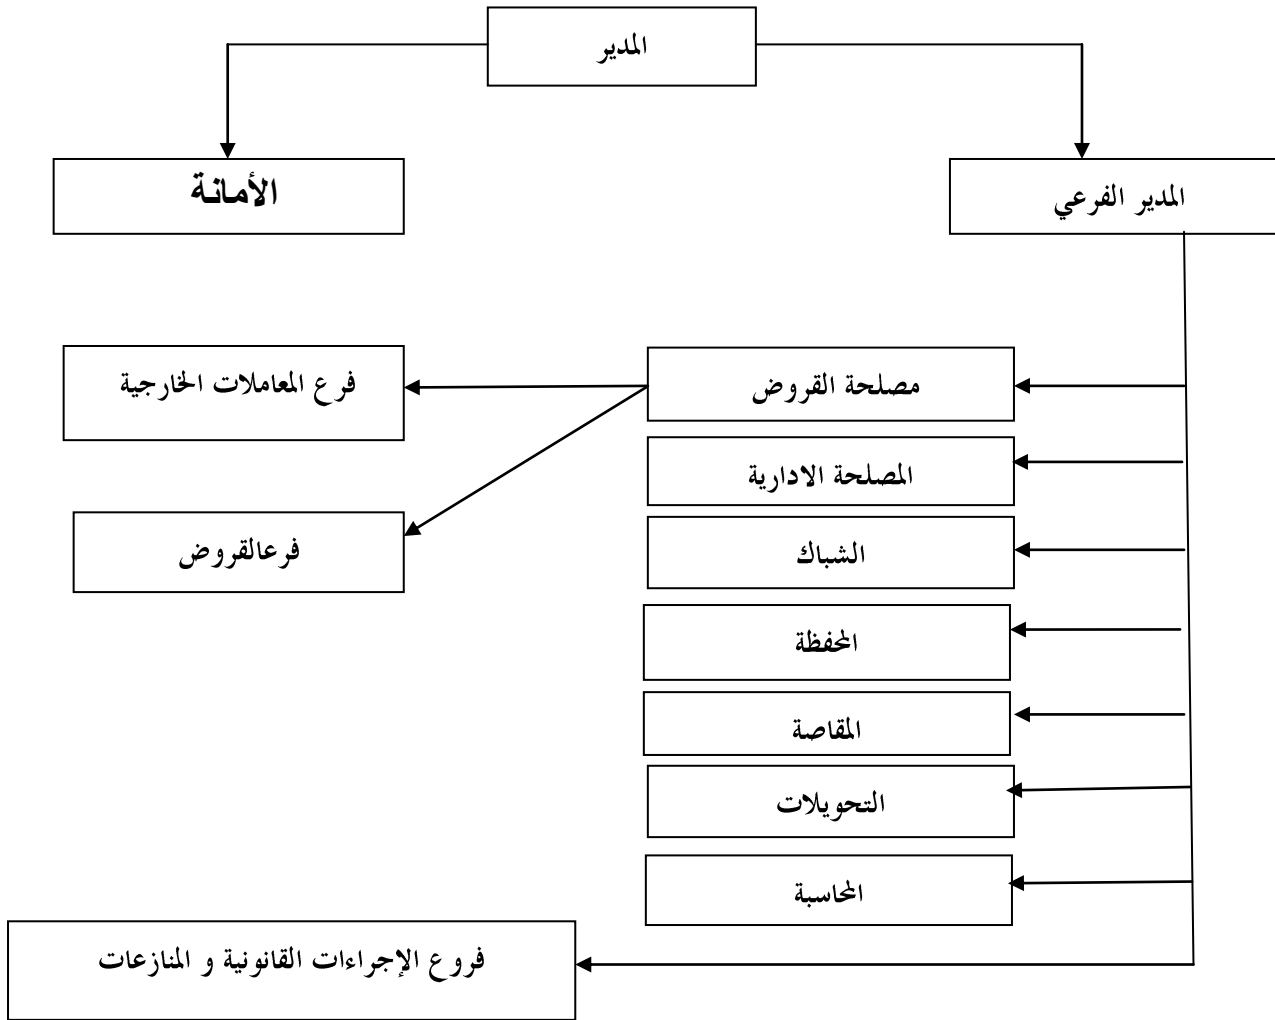 المدير
المدير الفرعي
الأمانة
مصلحة القروض
فرع المعاملات الخارجية
المصلحة الادارية
الشباك
فرعالقروض
المحفظة
المقاصة
التحويلات
المحاسبة
فروع الإجراءات القانونية و المنازعات